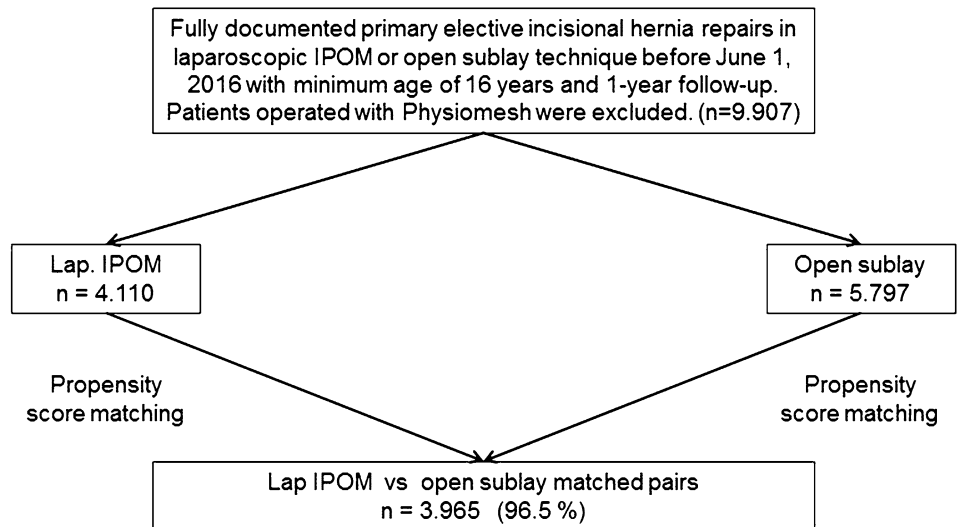 Fully documented primary elective incisional hernia repairs in
laparoscopic IPOM or open sublay technique before June 1,
2016 with minimum age of 16 years and 1-year follow-up.
Patients operated with Physiomesh were excluded. (n=9.907)
Lap. IPOM
n = 4.110
Open sublay
n = 5.797
Propensity
score matching
Propensity
score matching
Lap IPOM vs open sublay matched pairs
n = 3.965 (96.5 %)